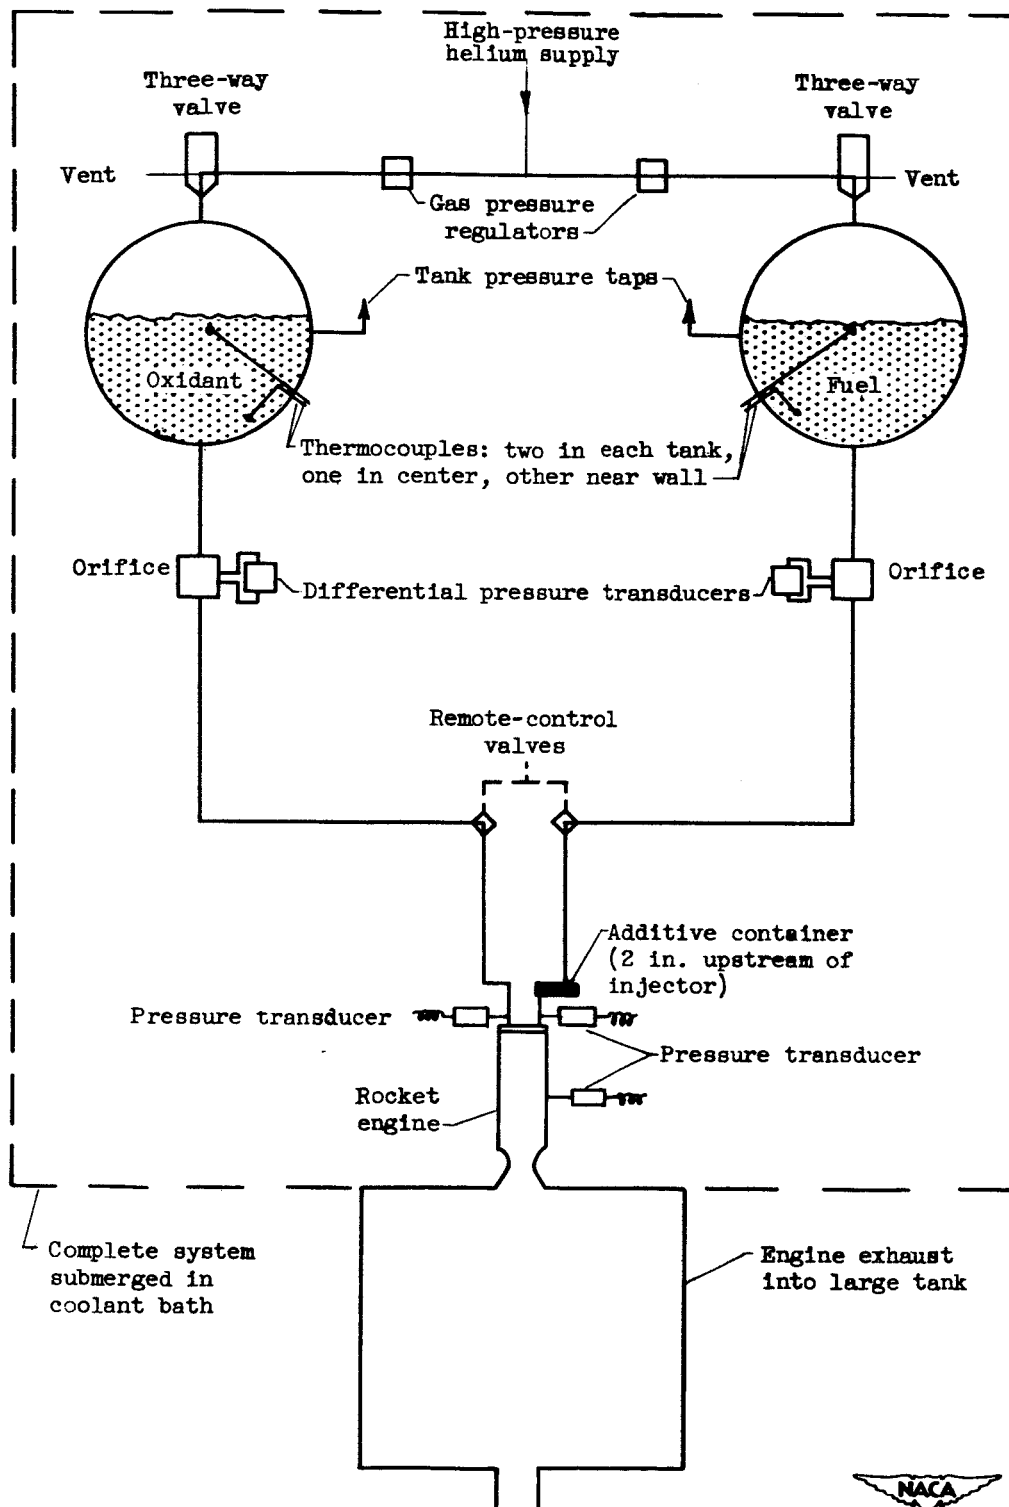 High-pressure
helium supply
Three-way
valve
Three-way
valve
Vent
Vent
Gas pressure
regulators
Tank pressure taps
Oxidant
Fuel
Thermocouples: two in each tank,
one in center, other near wall
Orifice
Differential pressure transducers
Orifice
Remote-control
valves
Additive container
(2 in. upstream of
injector)
Pressure transducer
Pressure transducer
Rocket
engine
Complete system
submerged in
coolant bath
Engine exhaust
into large tank
NACA